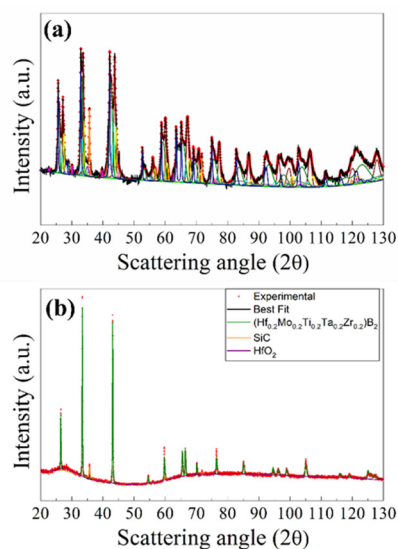 (a)
Intensity (a.u.)
20 30 40 50 60 70 80 90 100 110 120 130
Scattering angle (2θ)
(b)
Experimental
Best Fit
(Hf0.2Mo0.2Ti0.2Ta0.2Zr0.2)B2
SiC
HfO2
Intensity (a.u.)
20 30 40 50 60 70 80 90 100 110 120 130
Scattering angle (2θ)